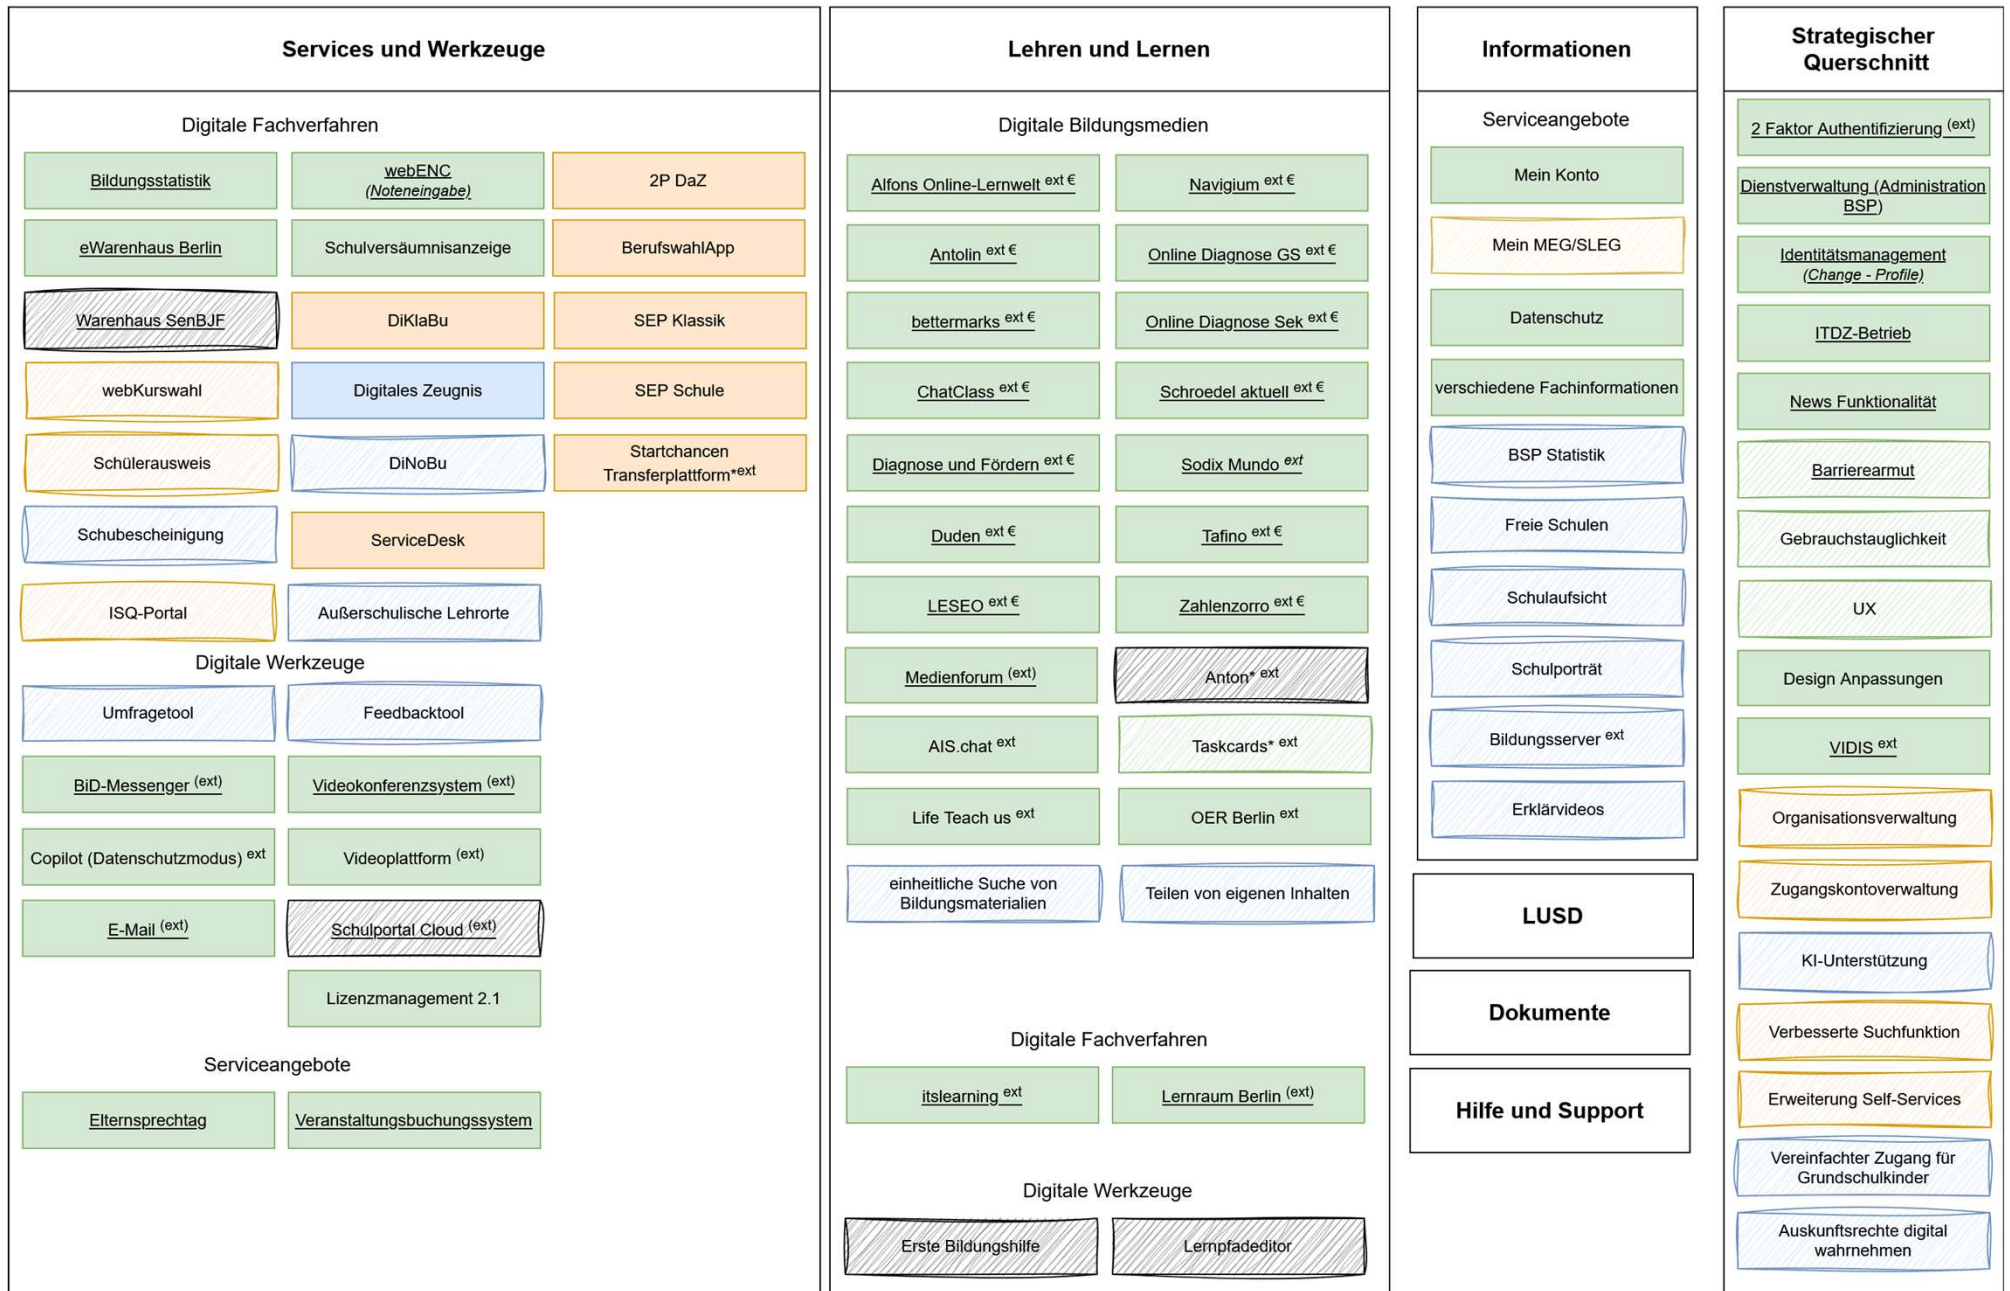 Services und Werkzeuge
Digitale Fachverfahren
Bildungsstatistik
webENC
(Noteneingabe)
2P DaZ
eWarenhaus Berlin
Schulversäumnisanzeige
BerufswahlApp
Warenhaus SenBJF
DiKlaBu
SEP Klassik
webKurswahl
Digitales Zeugnis
SEP Schule
Schülerausweis
DiNoBu
Startchancen
Transferplattform*ext
Schubescheinigung
ServiceDesk
ISQ-Portal
Außerschulische Lehrorte
Digitale Werkzeuge
Umfragetool
Feedbacktool
BiD-Messenger (ext)
Videokonferenzsystem (ext)
Copilot (Datenschutzmodus) ext
Videoplattform (ext)
E-Mail (ext)
Schulportal Cloud (ext)
Lizenzmanagement 2.1
Serviceangebote
Elternsprechtag
Veranstaltungsbuchungssystem
Lehren und Lernen
Digitale Bildungsmedien
Alfons Online-Lernwelt ext €
Navigium ext €
Antolin ext €
Online Diagnose GS ext €
bettermarks ext €
Online Diagnose Sek ext €
ChatClass ext €
Schroedel aktuell ext €
Diagnose und Fördern ext €
Sodix Mundo ext
Duden ext €
Tafino ext €
LESEO ext €
Zahlenzorro ext €
Medienforum (ext)
Anton* ext
AIS.chat ext
Taskcards* ext
Life Teach us ext
OER Berlin ext
einheitliche Suche von
Bildungsmaterialien
Teilen von eigenen Inhalten
Digitale Fachverfahren
itslearning ext
Lernraum Berlin (ext)
Digitale Werkzeuge
Erste Bildungshilfe
Lernpfadeditor
Informationen
Serviceangebote
Mein Konto
Mein MEG/SLEG
Datenschutz
verschiedene Fachinformationen
BSP Statistik
Freie Schulen
Schulaufsicht
Schulporträt
Bildungsserver ext
Erklärvideos
LUSD
Dokumente
Hilfe und Support
Strategischer
Querschnitt
2 Faktor Authentifizierung (ext)
Dienstverwaltung (Administration
BSP)
Identitätsmanagement
(Change - Profile)
ITDZ-Betrieb
News Funktionalität
Barrierearmut
Gebrauchstauglichkeit
UX
Design Anpassungen
VIDIS ext
Organisationsverwaltung
Zugangskontoverwaltung
KI-Unterstützung
Verbesserte Suchfunktion
Erweiterung Self-Services
Vereinfachter Zugang für
Grundschulkinder
Auskunftsrechte digital
wahrnehmen